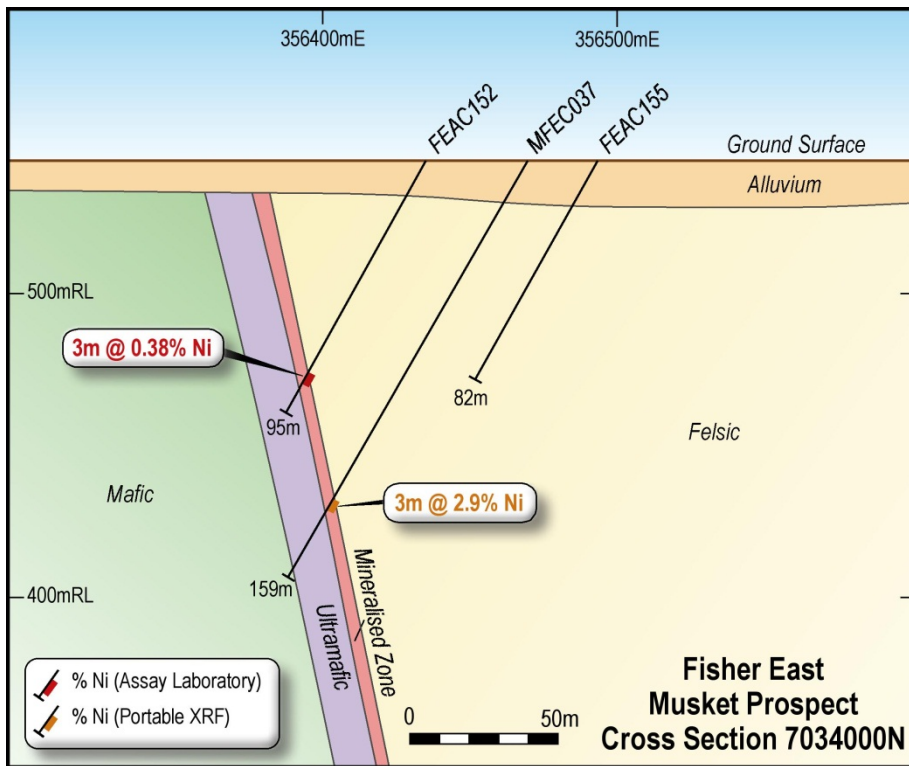 356400mE
356500mE
FEAC152
MFEC037
FEAC155
Ground Surface
Alluvium
500mRL
3m @ 0.38% Ni
95m
82m
Felsic
Mafic
3m @ 2.9% Ni
159m
400mRL
Mineralised Zone
Ultramafic
% Ni (Assay Laboratory)
% Ni (Portable XRF)
0
50m
Fisher East
Musket Prospect
Cross Section 7034000N